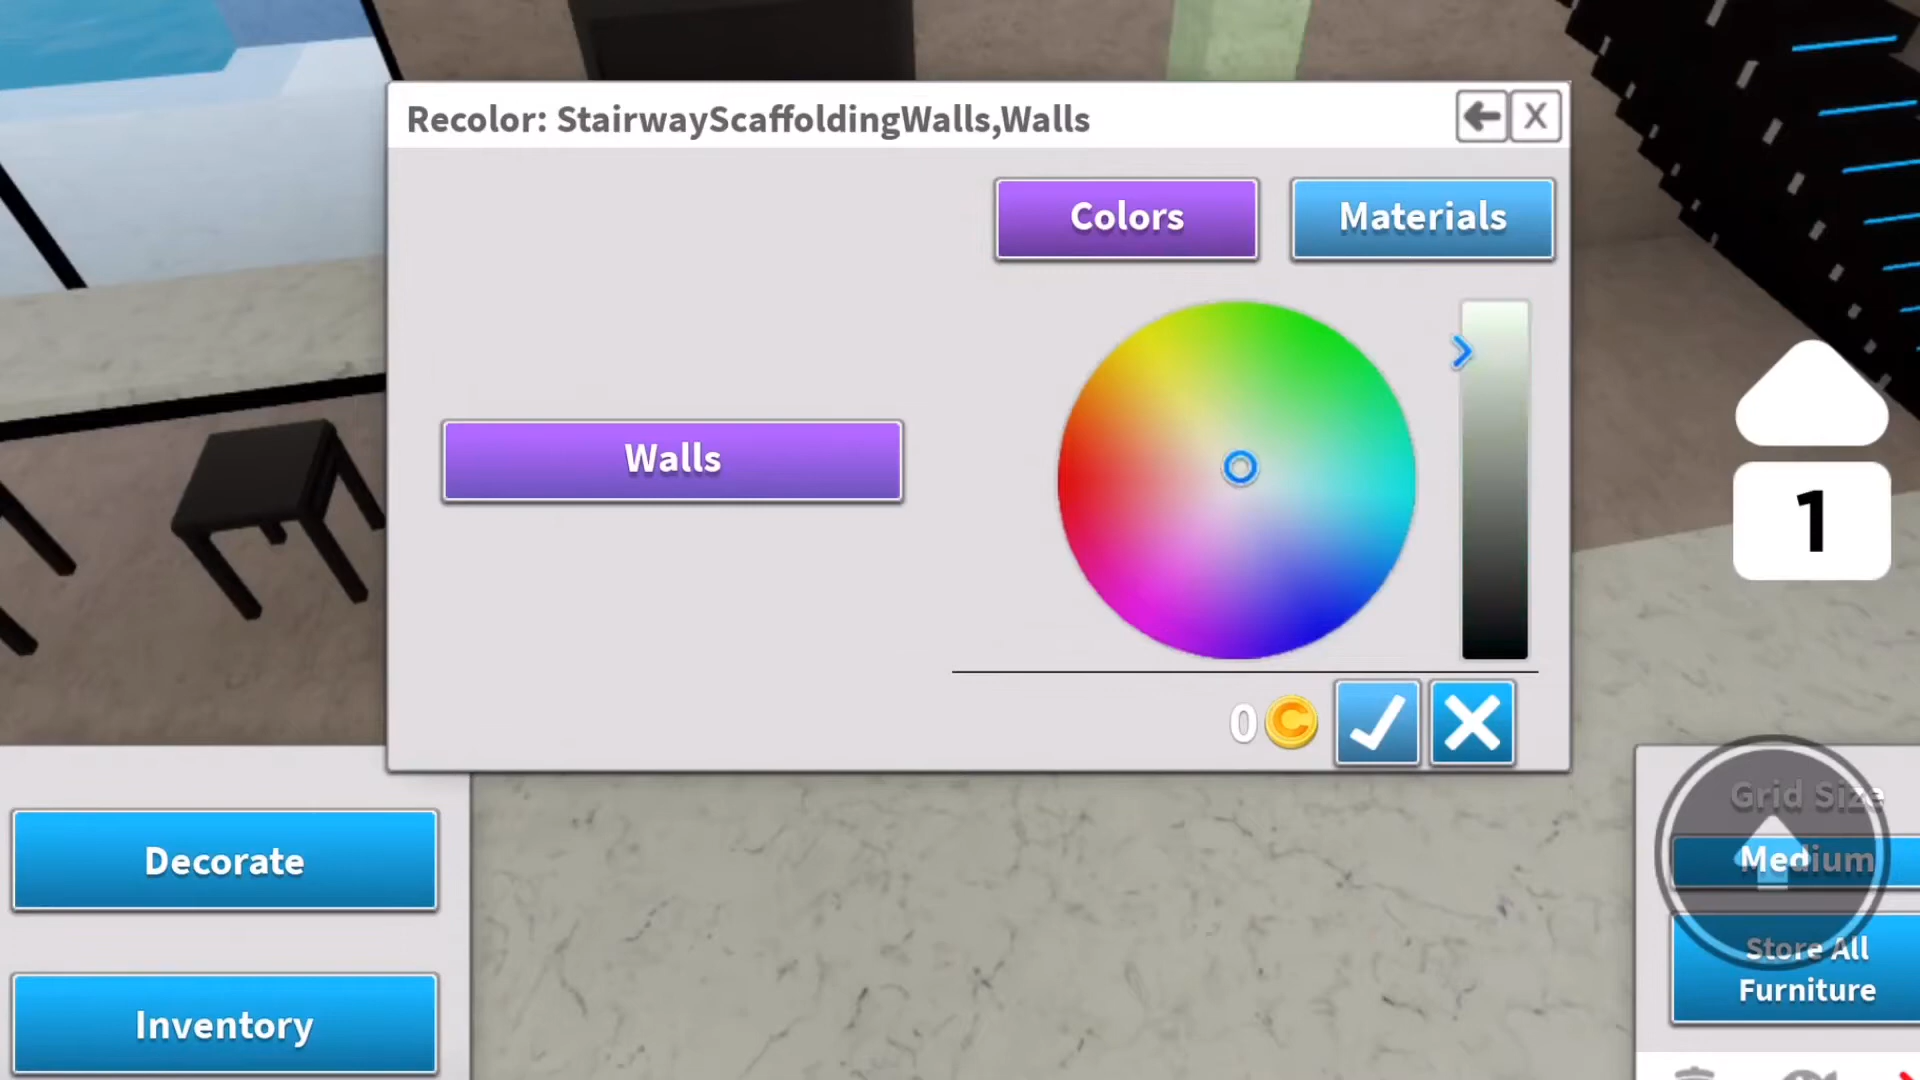 Recolor: StairwayScaffoldingWalls,Walls
X
Colors
Materials
Walls
1
0
Decorate
Grid Size
Medium
Store All
Furniture
Inventory